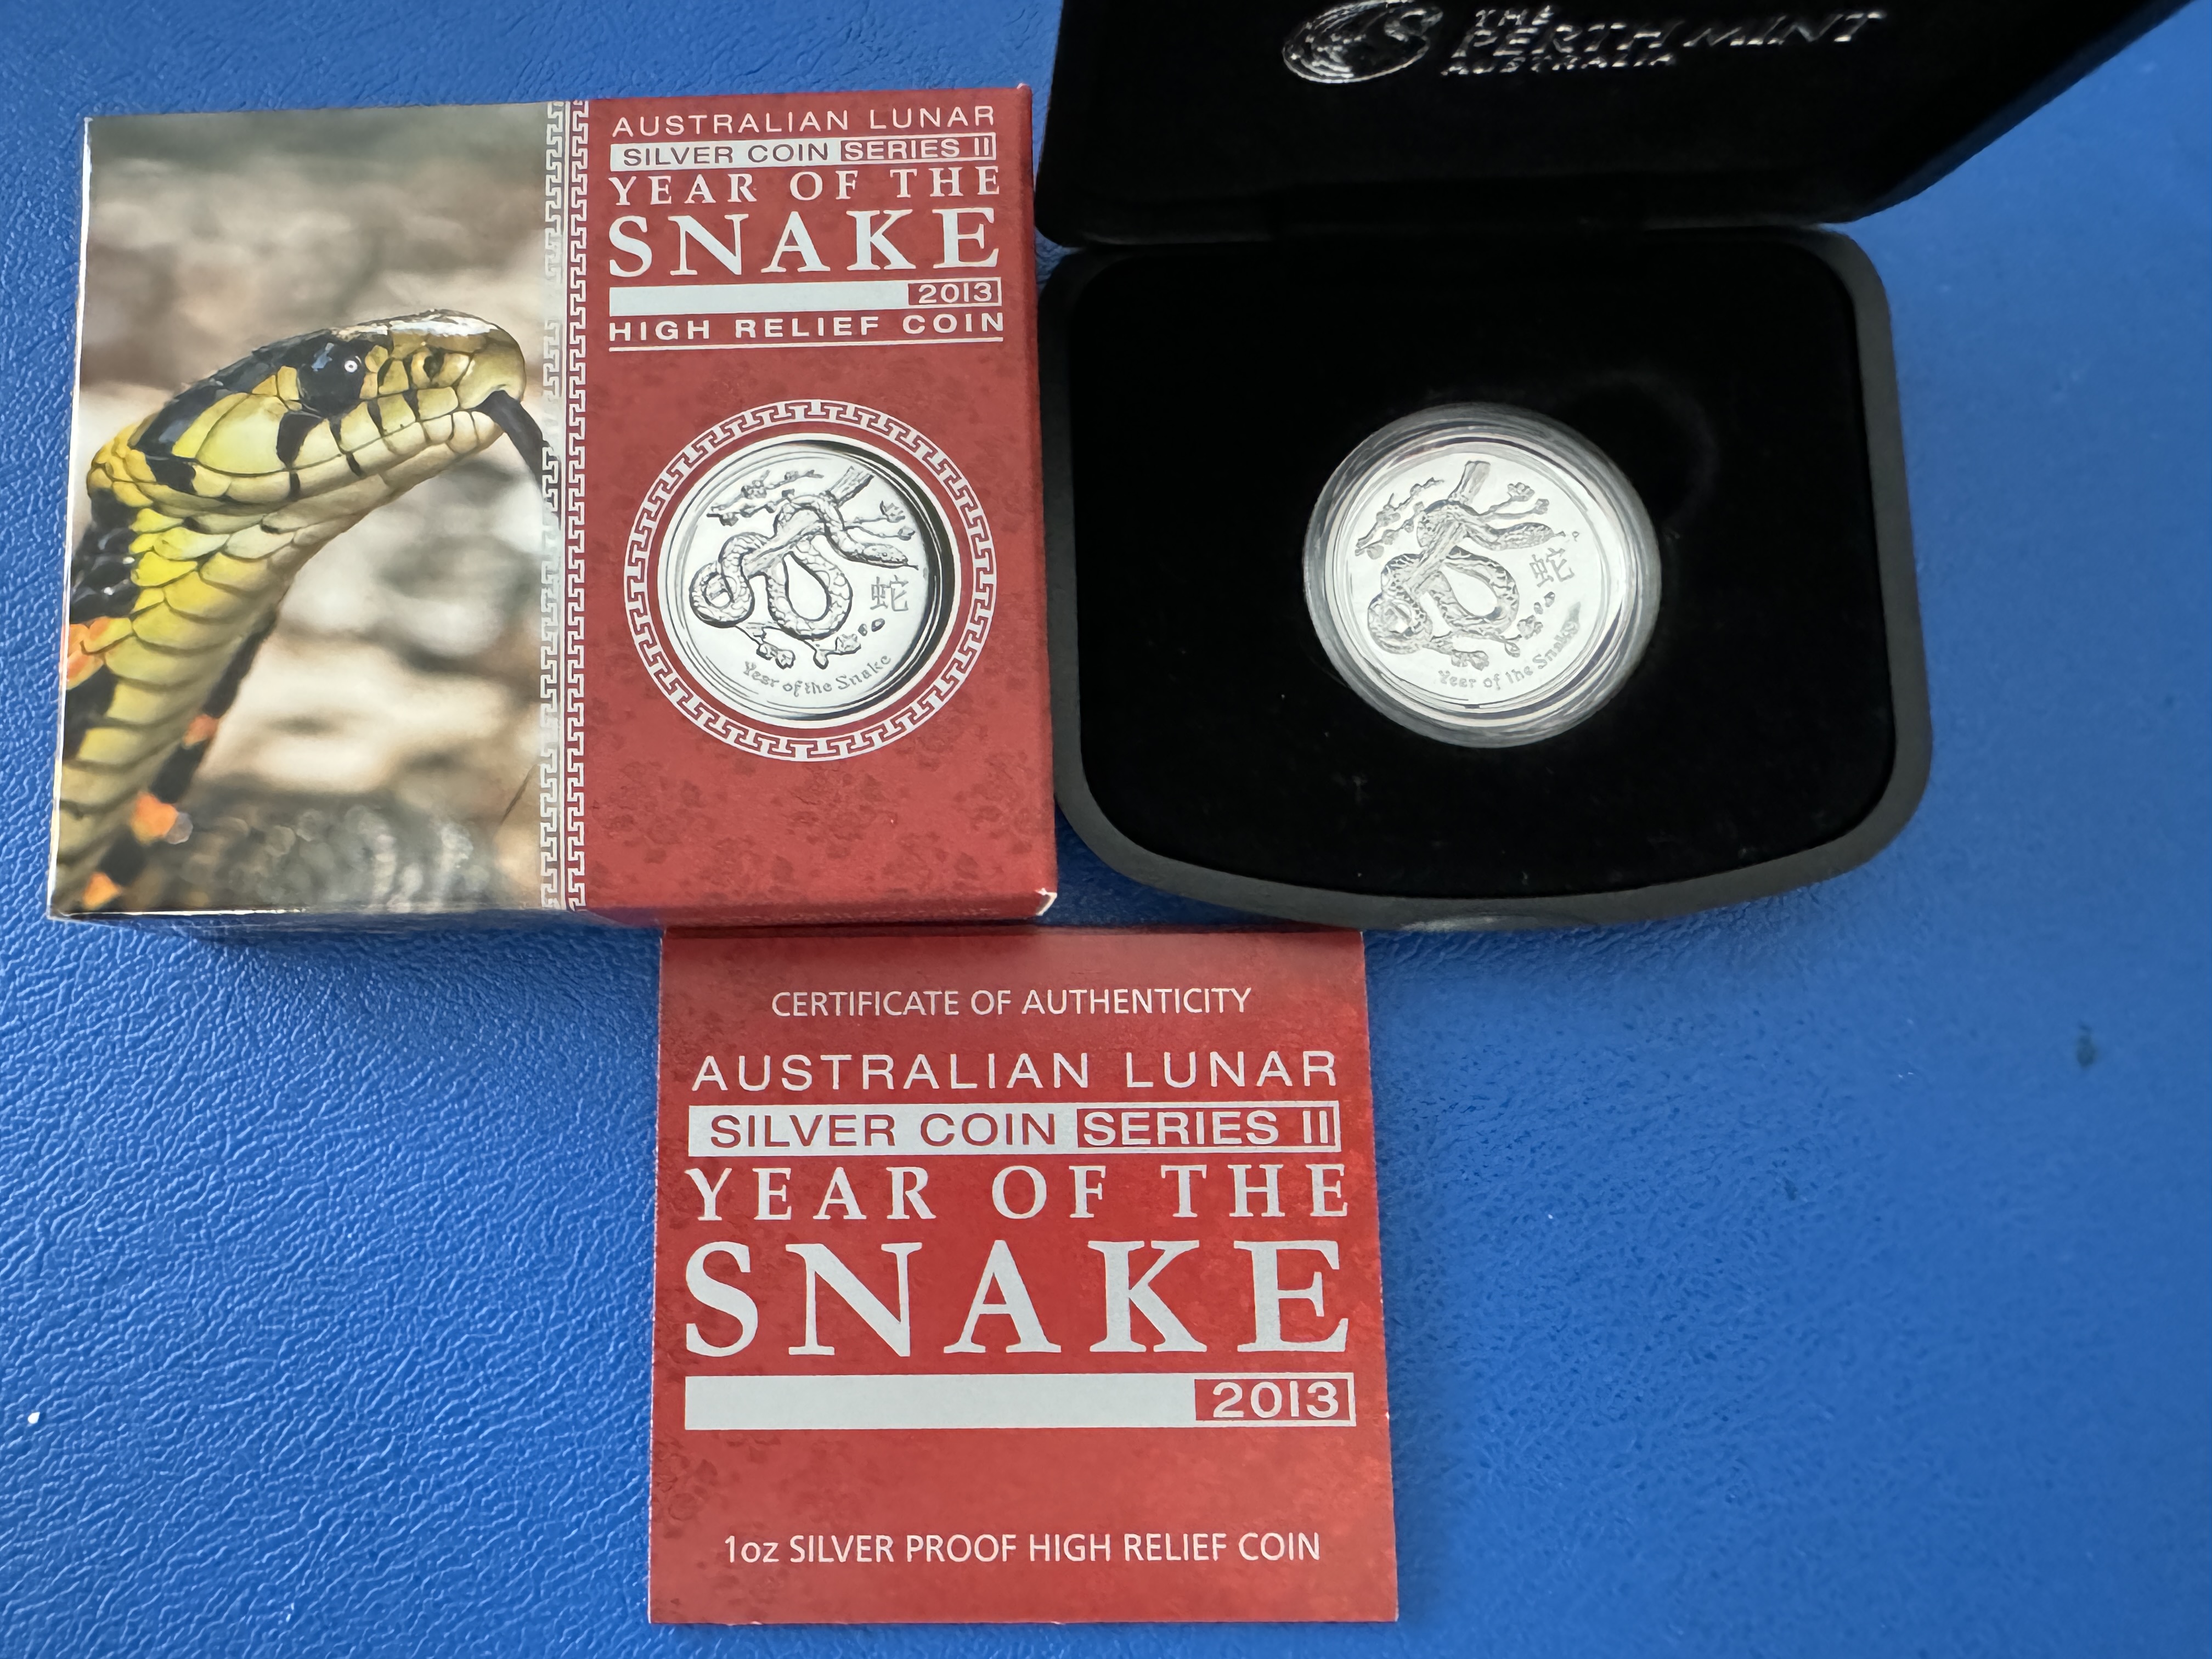 AUSTRALIAN LUNAR
SILVER COIN SERIES II
YEAR OF THE
SNAKE
2013
HIGH RELIEF COIN
蛇
Year of the Snake
THE
PERTH MINT
AUSTRALIA
蛇
Year of the Snake
CERTIFICATE OF AUTHENTICITY
AUSTRALIAN LUNAR
SILVER COIN SERIES II
YEAR OF THE
SNAKE
2013
1oz SILVER PROOF HIGH RELIEF COIN